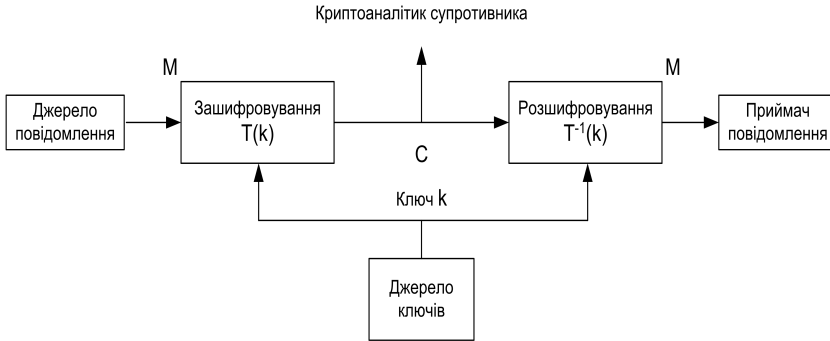 Криптоаналітик супротивника
M
M
Джерело
повідомлення
Зашифровування
T(k)
Розшифровування
T⁻¹(k)
Приймач
повідомлення
C
Ключ k
Джерело
ключів